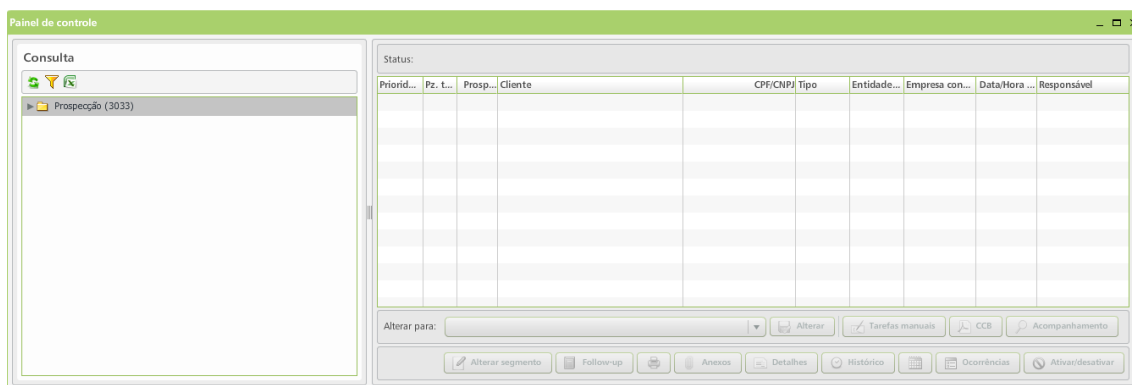 Painel de controle
Consulta
Prospecção (3033)
Status:
Priorid... Pz. t... Prosp... Cliente CPF/CNPJ Tipo Entidade... Empresa con... Data/Hora ... Responsável
Alterar para: Alterar Tarefas manuais CCB Acompanhamento
Alterar segmento Follow-up Anexos Detalhes Histórico Ocorrências Ativar/desativar